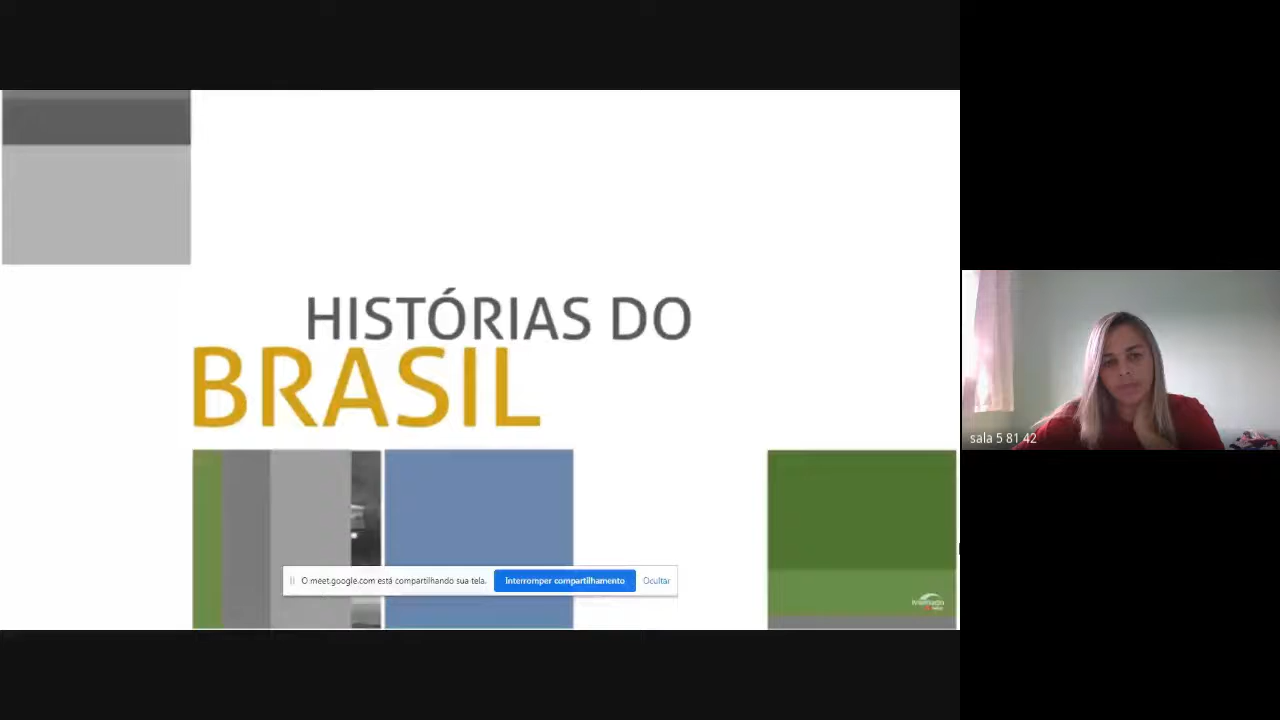 HISTÓRIAS DO
BRASIL
O meet.google.com está compartilhando sua tela. Interromper compartilhamento Ocultar
sala 5 81 42